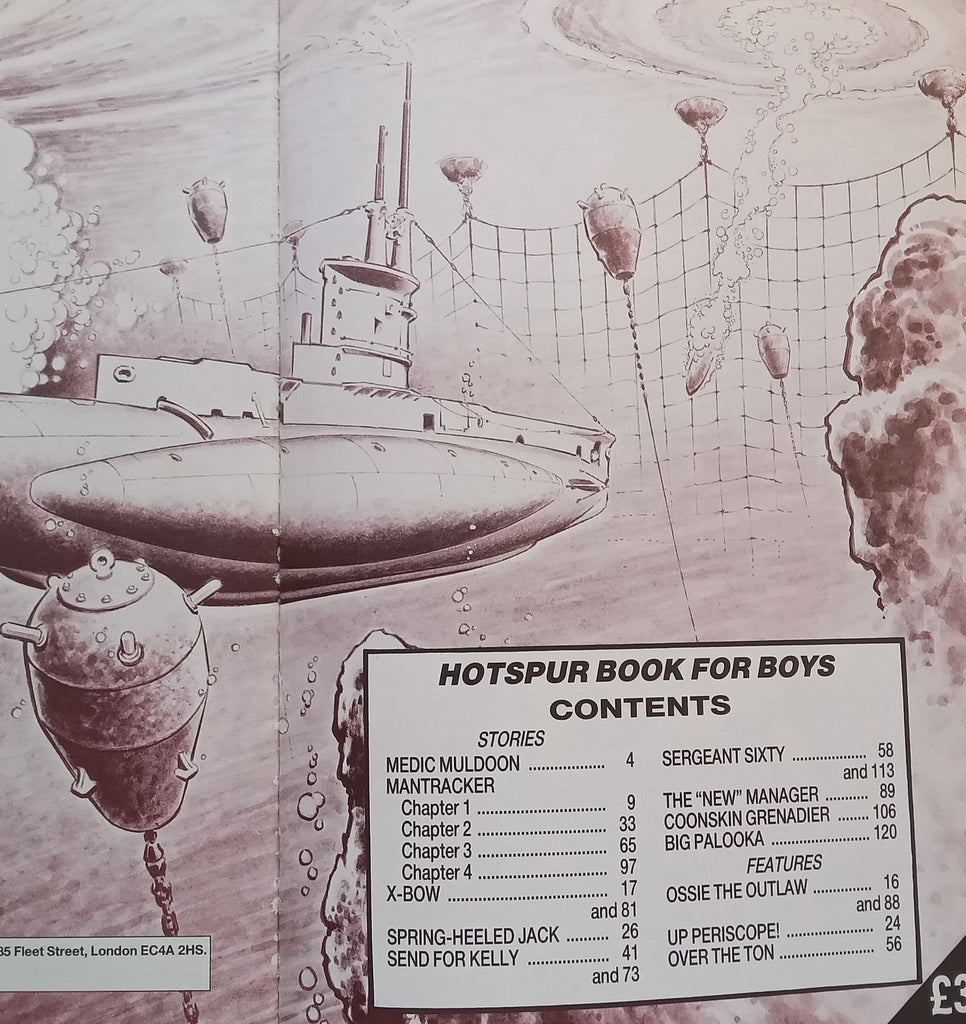 HOTSPUR BOOK FOR BOYS
CONTENTS
STORIES
MEDIC MULDOON .................. 4
MANTRACKER
Chapter 1 .............................. 9
Chapter 2 .............................. 33
Chapter 3 .............................. 65
Chapter 4 .............................. 97
X-BOW .................................... 17
and 81
SPRING-HEELED JACK .......... 26
SEND FOR KELLY .................. 41
and 73
SERGEANT SIXTY .................. 58
and 113
THE "NEW" MANAGER .......... 89
COONSKIN GRENADIER ...... 106
BIG PALOOKA ...................... 120
FEATURES
OSSIE THE OUTLAW .............. 16
and 88
UP PERISCOPE! .................... 24
OVER THE TON ...................... 56
85 Fleet Street, London EC4A 2HS.